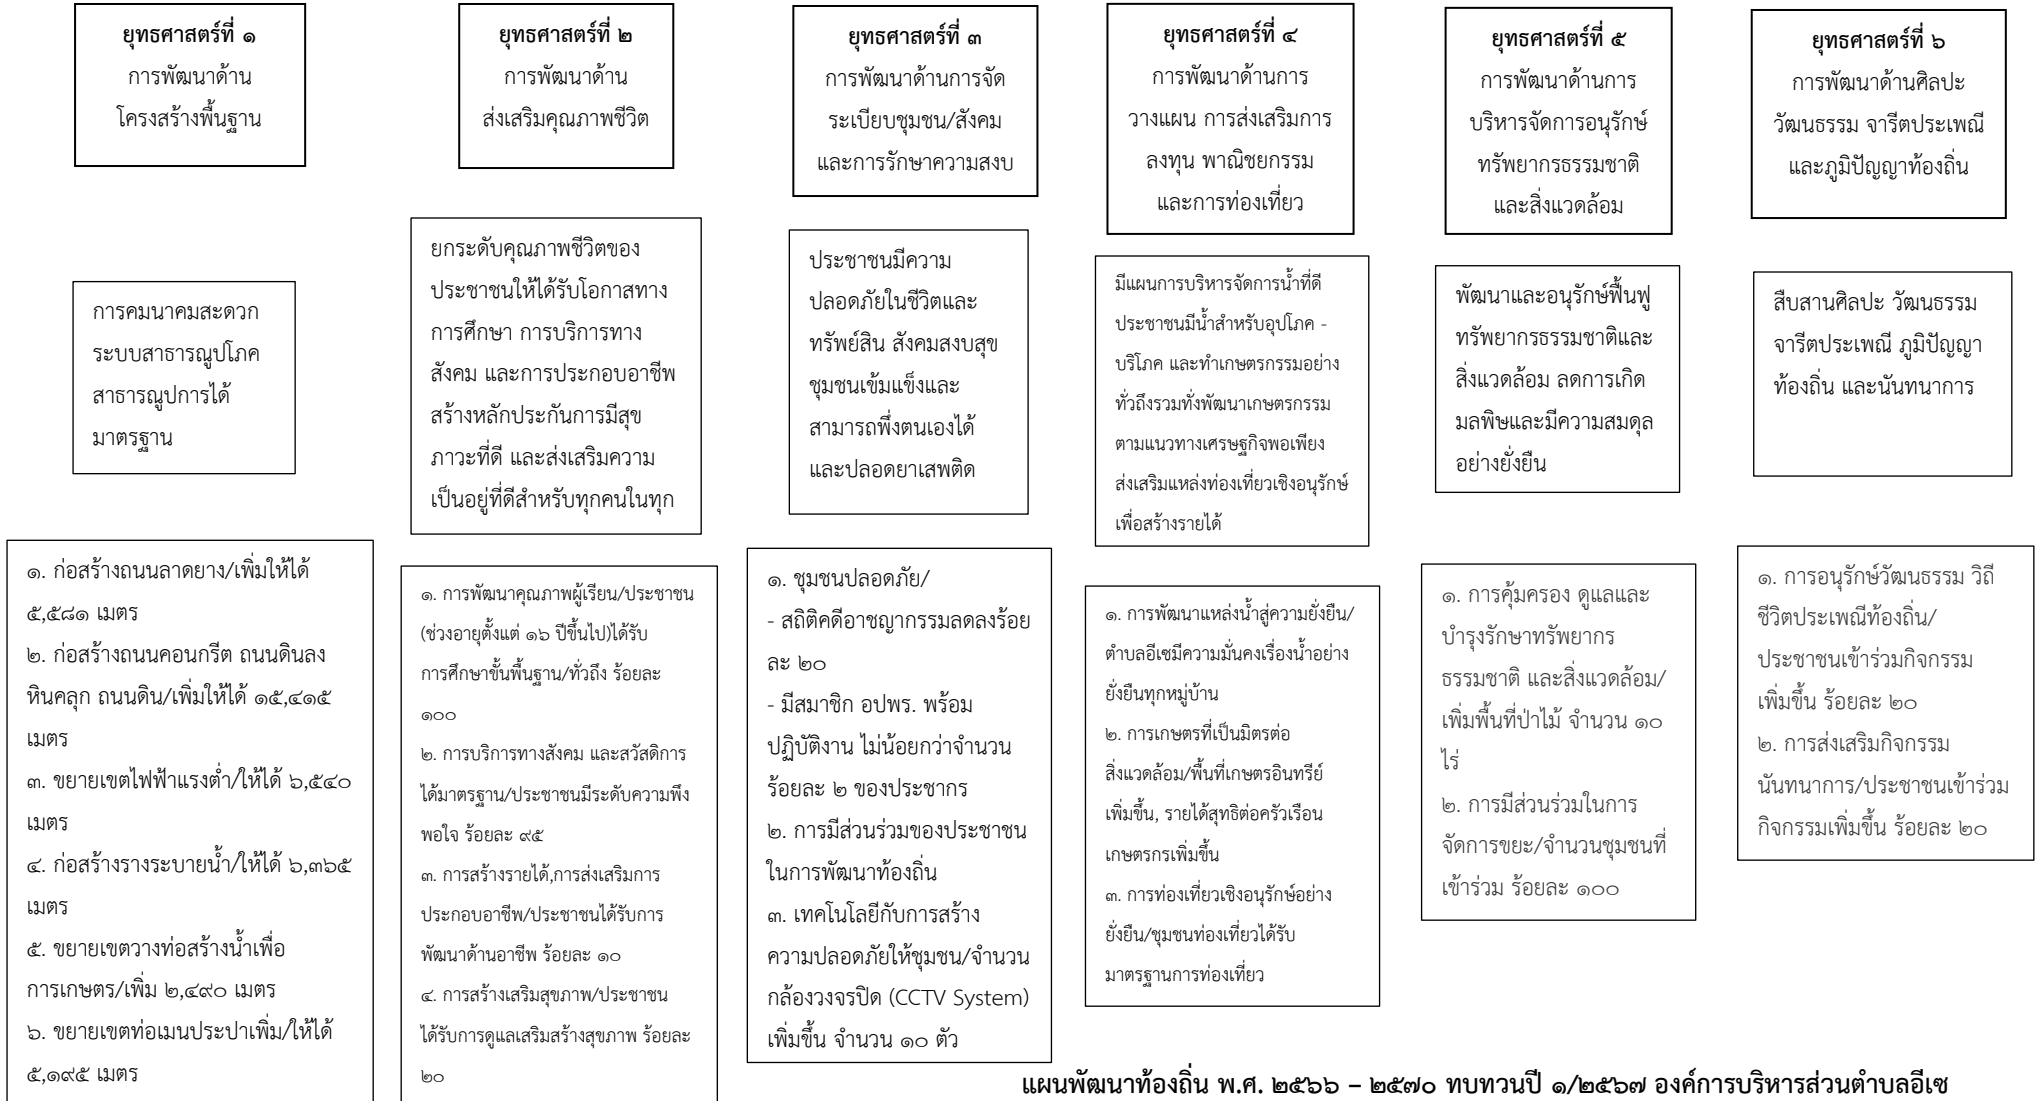 ยุทธศาสตร์ที่ ๑
การพัฒนาด้าน
โครงสร้างพื้นฐาน
ยุทธศาสตร์ที่ ๒
การพัฒนาด้าน
ส่งเสริมคุณภาพชีวิต
ยุทธศาสตร์ที่ ๓
การพัฒนาด้านการจัด
ระเบียบชุมชน/สังคม
และการรักษาความสงบ
ยุทธศาสตร์ที่ ๔
การพัฒนาด้านการ
วางแผน การส่งเสริมการ
ลงทุน พาณิชยกรรม
และการท่องเที่ยว
ยุทธศาสตร์ที่ ๕
การพัฒนาด้านการ
บริหารจัดการอนุรักษ์
ทรัพยากรธรรมชาติ
และสิ่งแวดล้อม
ยุทธศาสตร์ที่ ๖
การพัฒนาด้านศิลปะ
วัฒนธรรม จารีตประเพณี
และภูมิปัญญาท้องถิ่น
การคมนาคมสะดวก
ระบบสาธารณูปโภค
สาธารณูปการได้
มาตรฐาน
ยกระดับคุณภาพชีวิตของ
ประชาชนให้ได้รับโอกาสทาง
การศึกษา การบริการทาง
สังคม และการประกอบอาชีพ
สร้างหลักประกันการมีสุข
ภาวะที่ดี และส่งเสริมความ
เป็นอยู่ที่ดีสำหรับทุกคนในทุก
ประชาชนมีความ
ปลอดภัยในชีวิตและ
ทรัพย์สิน สังคมสงบสุข
ชุมชนเข้มแข็งและ
สามารถพึ่งตนเองได้
และปลอดยาเสพติด
มีแผนการบริหารจัดการน้ำที่ดี
ประชาชนมีน้ำสำหรับอุปโภค -
บริโภค และทำเกษตรกรรมอย่าง
ทั่วถึงรวมทั้งพัฒนาเกษตรกรรม
ตามแนวทางเศรษฐกิจพอเพียง
ส่งเสริมแหล่งท่องเที่ยวเชิงอนุรักษ์
เพื่อสร้างรายได้
พัฒนาและอนุรักษ์ฟื้นฟู
ทรัพยากรธรรมชาติและ
สิ่งแวดล้อม ลดการเกิด
มลพิษและมีความสมดุล
อย่างยั่งยืน
สืบสานศิลปะ วัฒนธรรม
จารีตประเพณี ภูมิปัญญา
ท้องถิ่น และนันทนาการ
๑. ก่อสร้างถนนลาดยาง/เพิ่มให้ได้
๕,๕๘๑ เมตร
๒. ก่อสร้างถนนคอนกรีต ถนนดินลง
หินคลุก ถนนดิน/เพิ่มให้ได้ ๑๕,๔๑๕
เมตร
๓. ขยายเขตไฟฟ้าแรงต่ำ/ให้ได้ ๖,๕๔๐
เมตร
๔. ก่อสร้างรางระบายน้ำ/ให้ได้ ๖,๓๖๕
เมตร
๕. ขยายเขตวางท่อสร้างน้ำเพื่อ
การเกษตร/เพิ่ม ๒,๔๙๐ เมตร
๖. ขยายเขตท่อเมนประปาเพิ่ม/ให้ได้
๕,๑๙๕ เมตร
๑. การพัฒนาคุณภาพผู้เรียน/ประชาชน
(ช่วงอายุตั้งแต่ ๑๖ ปีขึ้นไป)ได้รับ
การศึกษาขั้นพื้นฐาน/ทั่วถึง ร้อยละ
๑๐๐
๒. การบริการทางสังคม และสวัสดิการ
ได้มาตรฐาน/ประชาชนมีระดับความพึง
พอใจ ร้อยละ ๙๕
๓. การสร้างรายได้,การส่งเสริมการ
ประกอบอาชีพ/ประชาชนได้รับการ
พัฒนาด้านอาชีพ ร้อยละ ๑๐
๔. การสร้างเสริมสุขภาพ/ประชาชน
ได้รับการดูแลเสริมสร้างสุขภาพ ร้อยละ
๒๐
๑. ชุมชนปลอดภัย/
- สถิติคดีอาชญากรรมลดลงร้อย
ละ ๒๐
- มีสมาชิก อปพร. พร้อม
ปฏิบัติงาน ไม่น้อยกว่าจำนวน
ร้อยละ ๒ ของประชากร
๒. การมีส่วนร่วมของประชาชน
ในการพัฒนาท้องถิ่น
๓. เทคโนโลยีกับการสร้าง
ความปลอดภัยให้ชุมชน/จำนวน
กล้องวงจรปิด (CCTV System)
เพิ่มขึ้น จำนวน ๑๐ ตัว
๑. การพัฒนาแหล่งน้ำสู่ความยั่งยืน/
ตำบลอีเซมีความมั่นคงเรื่องน้ำอย่าง
ยั่งยืนทุกหมู่บ้าน
๒. การเกษตรที่เป็นมิตรต่อ
สิ่งแวดล้อม/พื้นที่เกษตรอินทรีย์
เพิ่มขึ้น, รายได้สุทธิต่อครัวเรือน
เกษตรกรเพิ่มขึ้น
๓. การท่องเที่ยวเชิงอนุรักษ์อย่าง
ยั่งยืน/ชุมชนท่องเที่ยวได้รับ
มาตรฐานการท่องเที่ยว
๑. การคุ้มครอง ดูแลและ
บำรุงรักษาทรัพยากร
ธรรมชาติ และสิ่งแวดล้อม/
เพิ่มพื้นที่ป่าไม้ จำนวน ๑๐
ไร่
๒. การมีส่วนร่วมในการ
จัดการขยะ/จำนวนชุมชนที่
เข้าร่วม ร้อยละ ๑๐๐
๑. การอนุรักษ์วัฒนธรรม วิถี
ชีวิตประเพณีท้องถิ่น/
ประชาชนเข้าร่วมกิจกรรม
เพิ่มขึ้น ร้อยละ ๒๐
๒. การส่งเสริมกิจกรรม
นันทนาการ/ประชาชนเข้าร่วม
กิจกรรมเพิ่มขึ้น ร้อยละ ๒๐
แผนพัฒนาท้องถิ่น พ.ศ. ๒๕๖๖ – ๒๕๗๐ ทบทวนปี ๑/๒๕๖๗ องค์การบริหารส่วนตำบลอีเซ